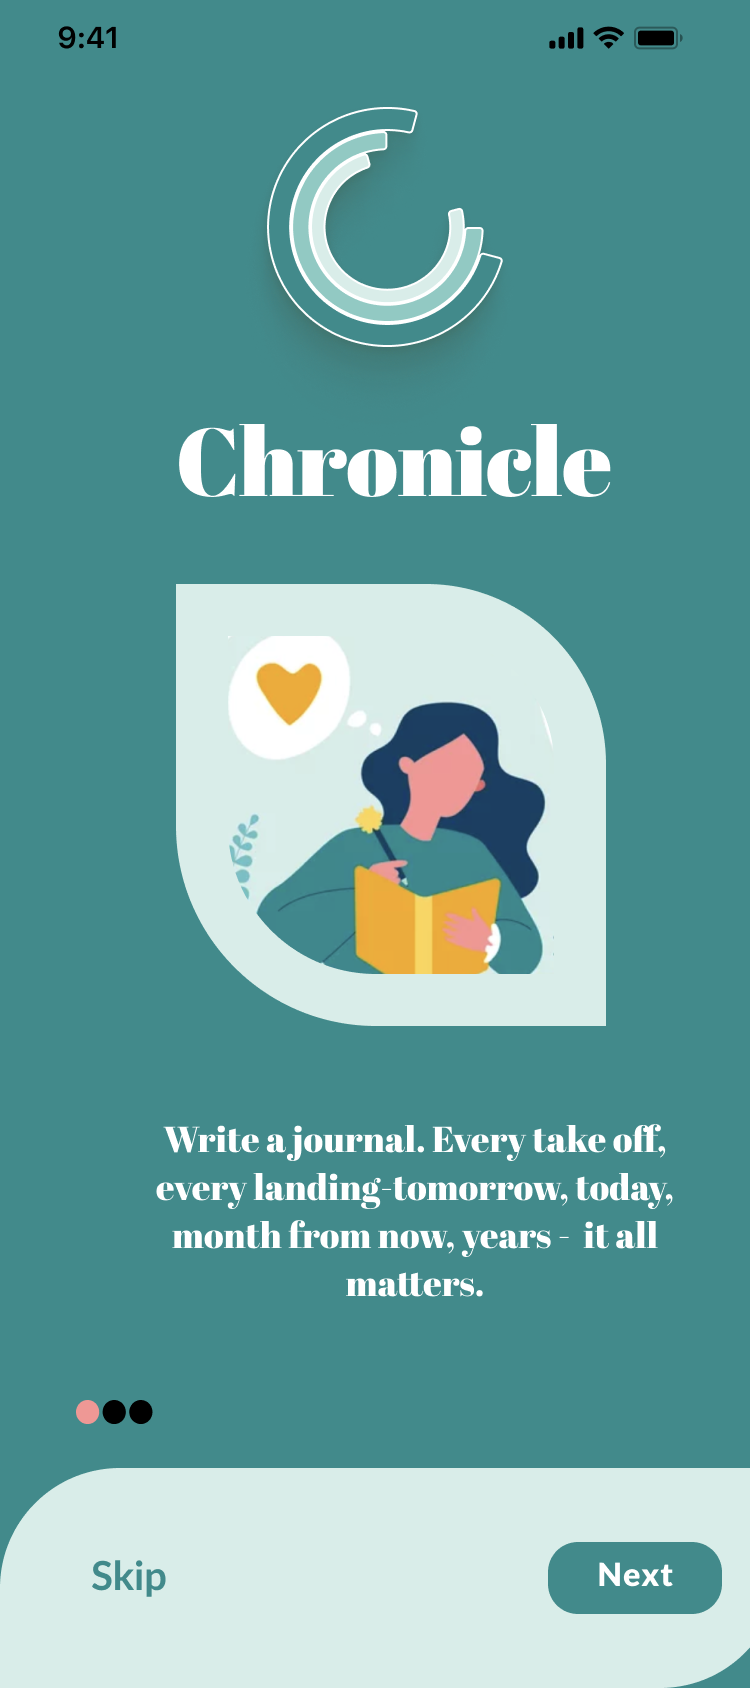 9:41
Chronicle
Write a journal. Every take off,
every landing-tomorrow, today,
month from now, years - it all
matters.
Skip
Next